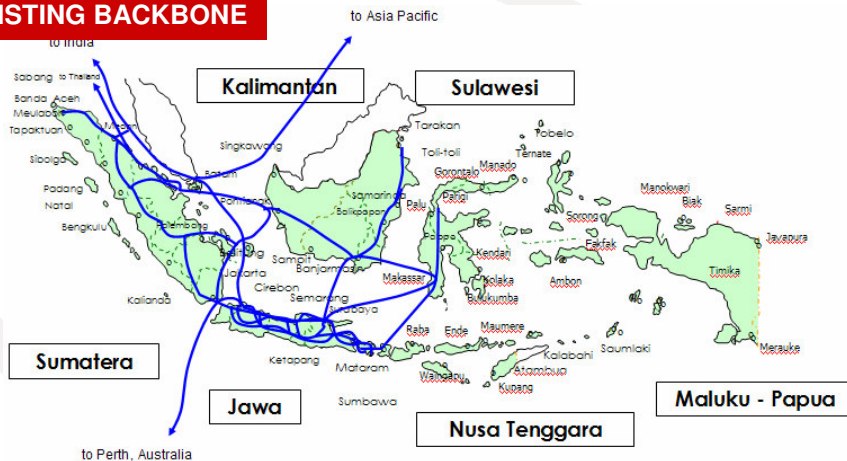 ISTING BACKBONE
to Asia Pacific
to India
Sabang to Thailand
Kalimantan
Sulawesi
Banda Aceh
Meulaboh
Medan
Tapaktuan
Sibolga
Padang
Natal
Bengkulu
Singkawang
Batam
Pontianak
Palembang
Belitung
Jakarta
Cirebon
Semarang
Surabaya
Kalianda
Ketapang
Mataram
Sumbawa
Sampit
Banjarmasin
Balikpapan
Samarinda
Tarakan
Toli-toli
Gorontalo
Manado
Tobelo
Ternate
Palu
Parigi
Palopo
Kendari
Kolaka
Bulukumba
Makassar
Raba
Ende
Maumere
Waingapu
Kupang
Atambua
Kalabahi
Saumlaki
Ambon
Fakfak
Sorong
Manokwari
Biak
Sarmi
Jayapura
Timika
Merauke
Sumatera
Jawa
Nusa Tenggara
Maluku - Papua
to Perth, Australia